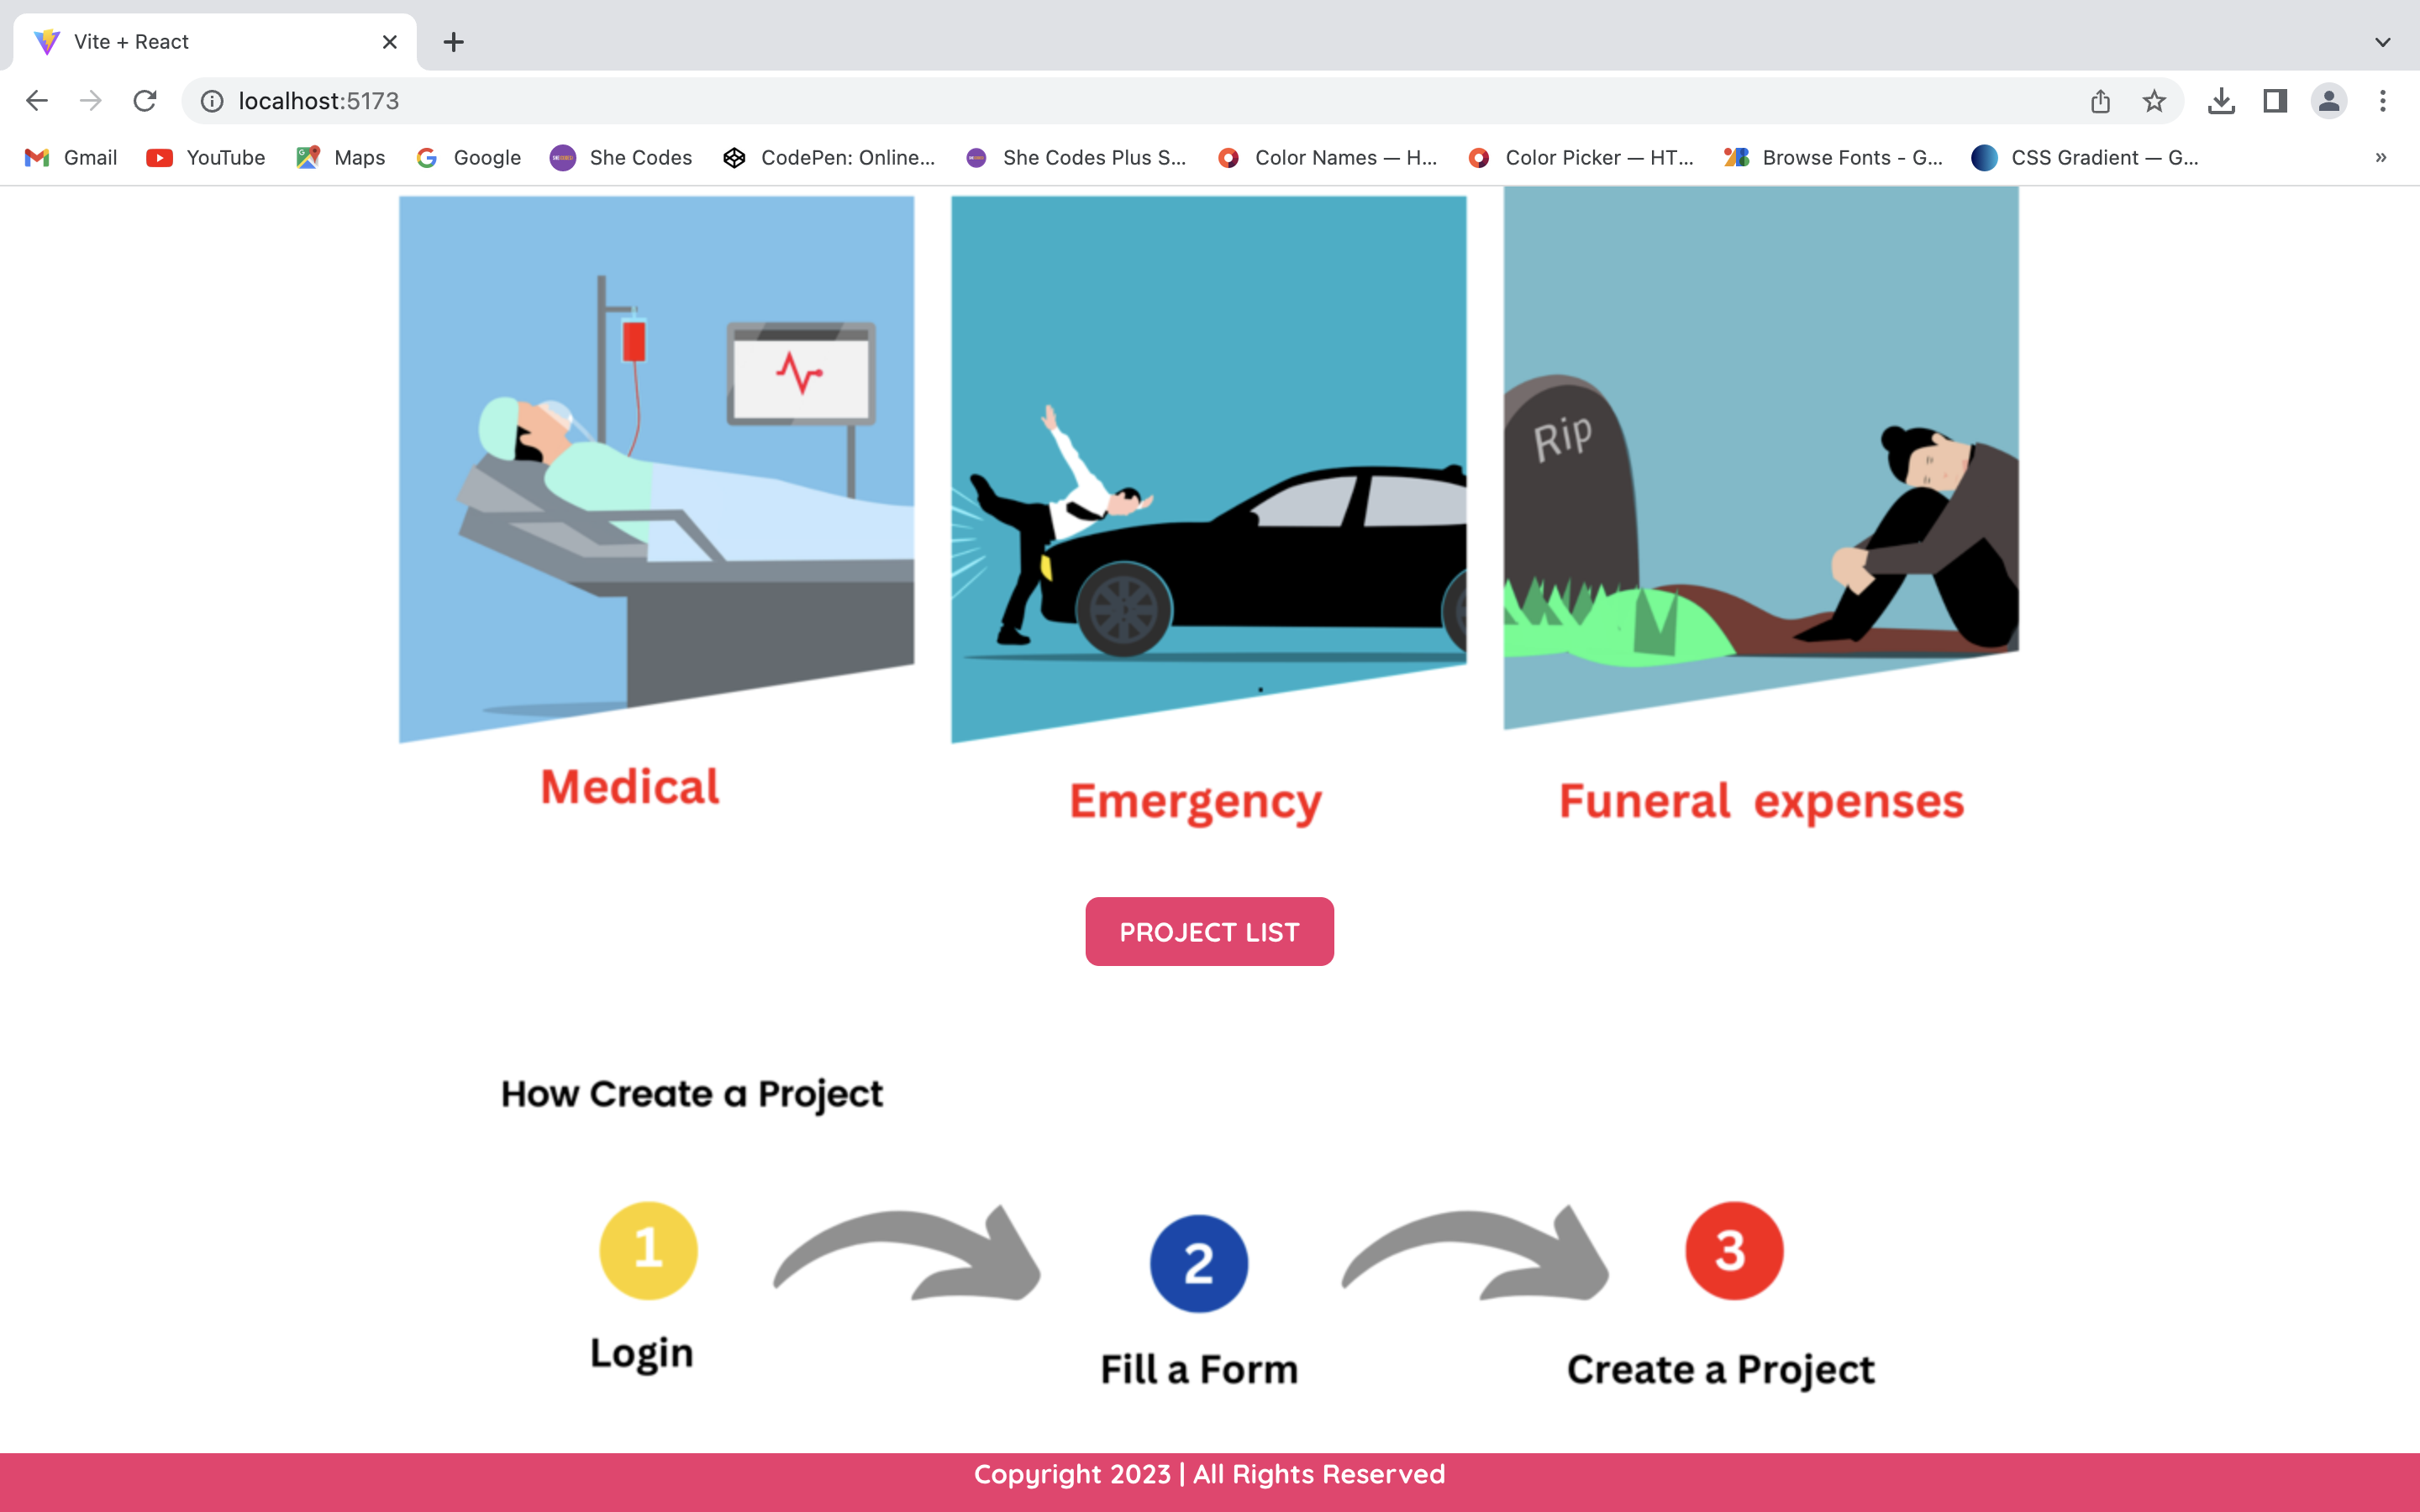 Vite + React
localhost:5173
Gmail YouTube Maps Google She Codes CodePen: Online... She Codes Plus S... Color Names — H... Color Picker — HT... Browse Fonts - G... CSS Gradient — G... »
Rip
Medical
Emergency
Funeral expenses
PROJECT LIST
How Create a Project
1
2
3
Login
Fill a Form
Create a Project
Copyright 2023 | All Rights Reserved